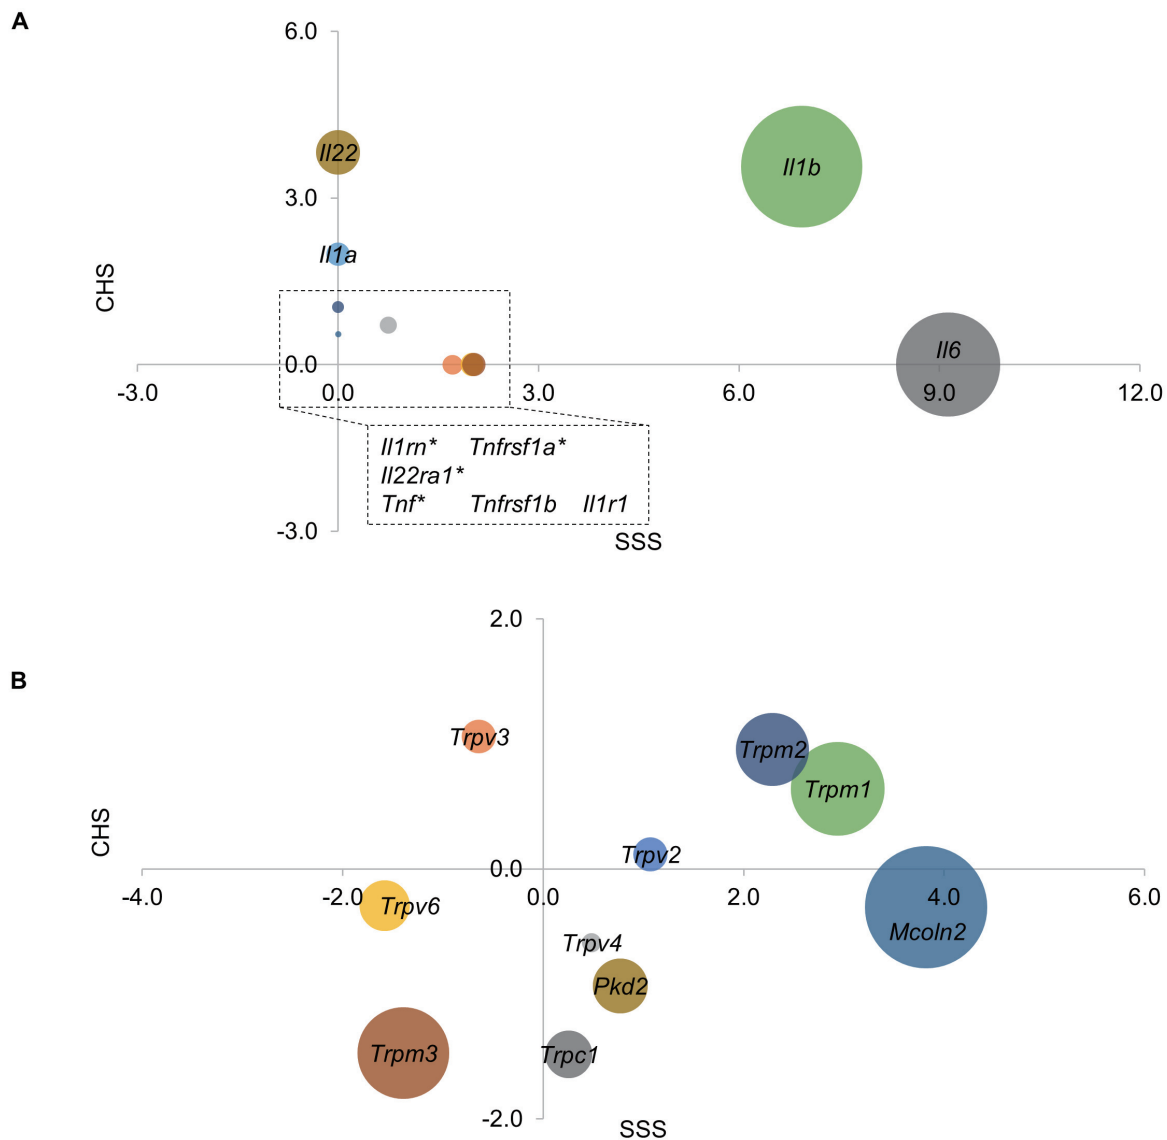 A
6.0
Il22
Il1b
3.0
Il1a
CHS
Il6
0.0
-3.0 0.0 3.0 6.0 9.0 12.0
Il1rn* Tnfrsf1a*
Il22ra1*
Tnf* Tnfrsf1b Il1r1
-3.0
SSS
2.0
B
Trpv3 Trpm2
Trpm1
CHS
Trpv2
0.0
-4.0 -2.0 0.0 2.0 4.0 6.0
Trpv6
Mcoln2
Trpv4
Pkd2
Trpm3 Trpc1
-2.0
SSS